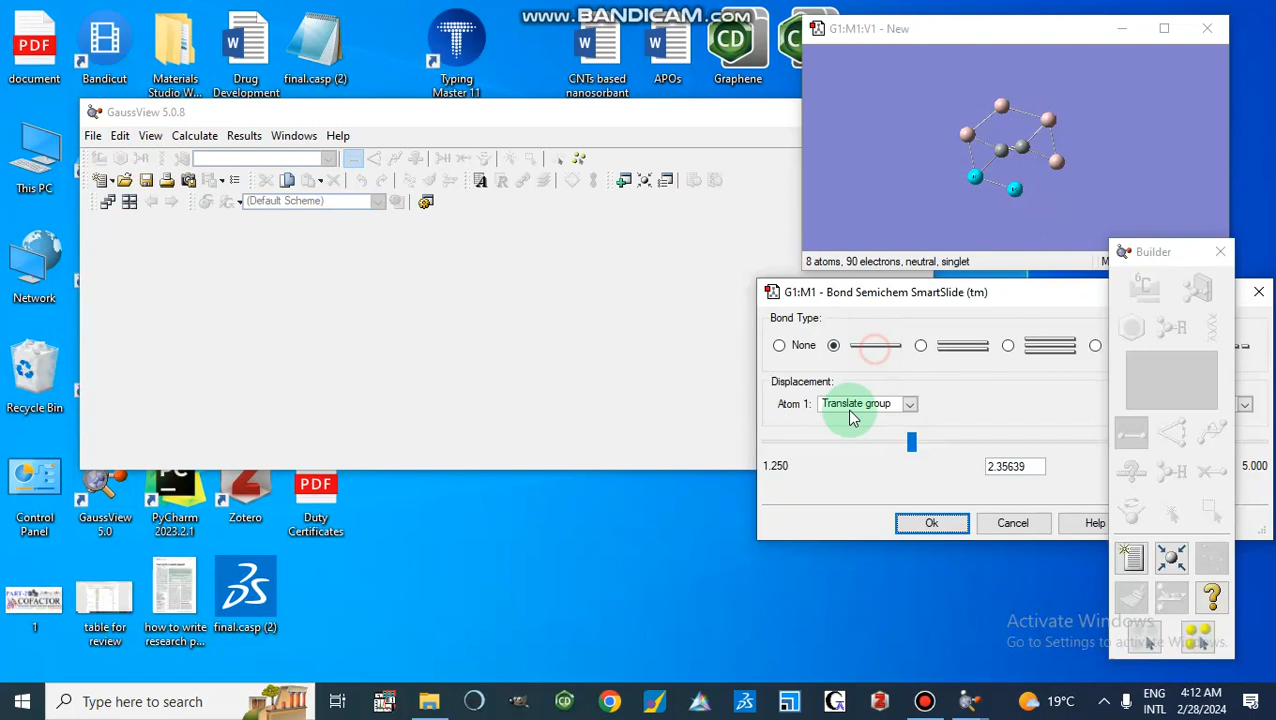 www.BANDICAM.com
document
Bandicut
Materials
Studio W...
Drug
Development
final.casp (2)
Typing
Master 11
CNTs based
nanosorbant
APOs
Graphene
G1:M1:V1 - New
GaussView 5.0.8
File Edit View Calculate Results Windows Help
(Default Scheme)
This PC
Network
Recycle Bin
Control
Panel
GaussView
5.0
PyCharm
2023.2.1
Zotero
Duty
Certificates
1
table for
review
how to write
research p...
final.casp (2)
8 atoms, 90 electrons, neutral, singlet
Builder
G1:M1 - Bond Semichem SmartSlide (tm)
Bond Type:
None
Displacement:
Atom 1: Translate group
1.250
2.35639
5.000
Ok
Cancel
Help
Activate Windows
Go to Settings to activate Windows.
Type here to search
19°C
ENG
INTL
4:12 AM
2/28/2024